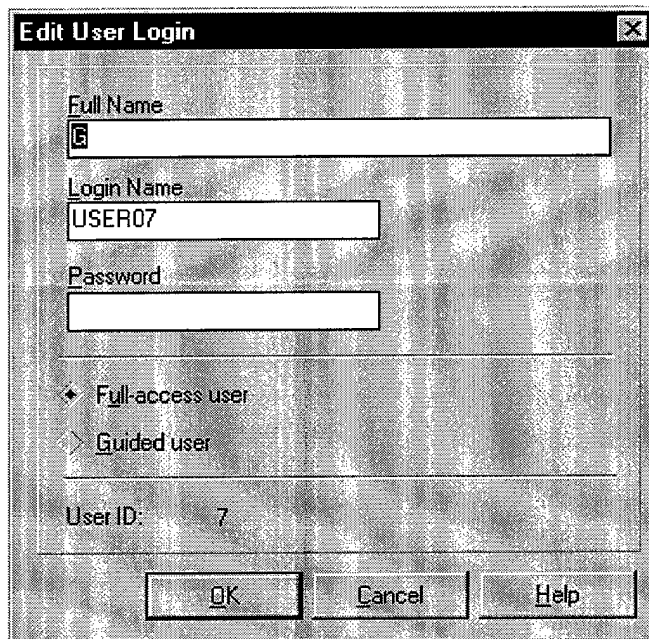 Edit User Login
Full Name
G
Login Name
USER07
Password
Full-access user
Guided user
User ID: 7
OK Cancel Help